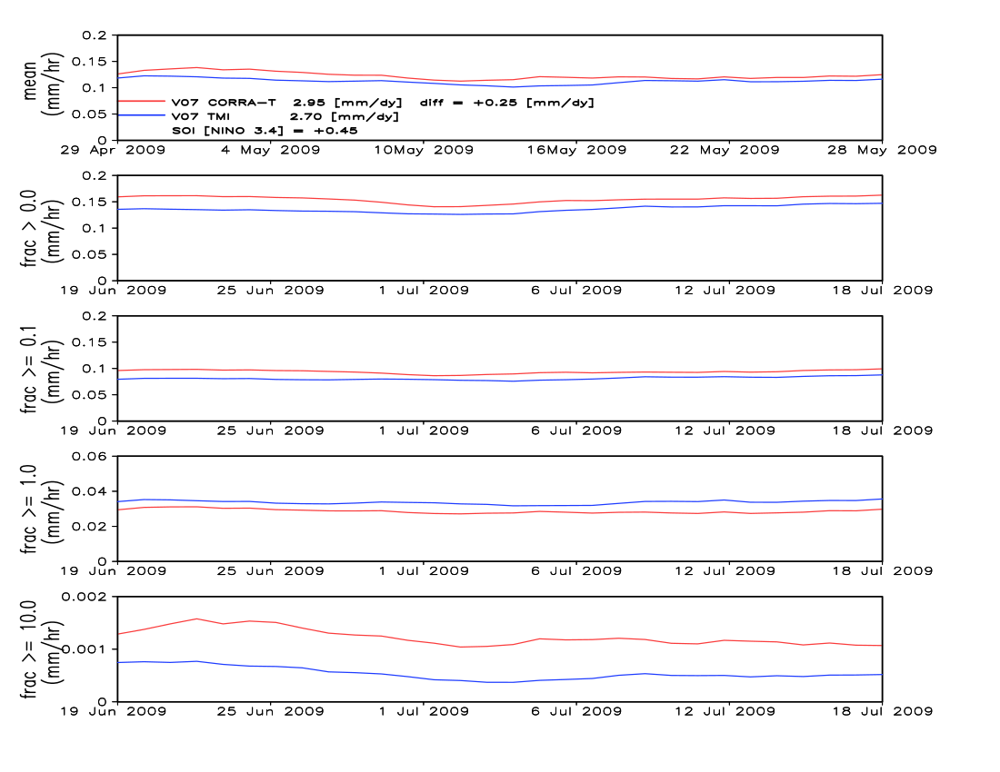 mean
(mm/hr)
0.2
0.15
0.1
0.05
0
V07 CORRA-T 2.95 [mm/dy] diff = +0.25 [mm/dy]
V07 TMI 2.70 [mm/dy]
SOI [NINO 3.4] = +0.45
29 Apr 2009 4 May 2009 10May 2009 16May 2009 22 May 2009 28 May 2009
frac > 0.0
(mm/hr)
0.2
0.15
0.1
0.05
0
19 Jun 2009 25 Jun 2009 1 Jul 2009 6 Jul 2009 12 Jul 2009 18 Jul 2009
frac >= 0.1
(mm/hr)
0.2
0.15
0.1
0.05
0
19 Jun 2009 25 Jun 2009 1 Jul 2009 6 Jul 2009 12 Jul 2009 18 Jul 2009
frac >= 1.0
(mm/hr)
0.06
0.04
0.02
0
19 Jun 2009 25 Jun 2009 1 Jul 2009 6 Jul 2009 12 Jul 2009 18 Jul 2009
frac >= 10.0
(mm/hr)
0.002
0.001
0
19 Jun 2009 25 Jun 2009 1 Jul 2009 6 Jul 2009 12 Jul 2009 18 Jul 2009